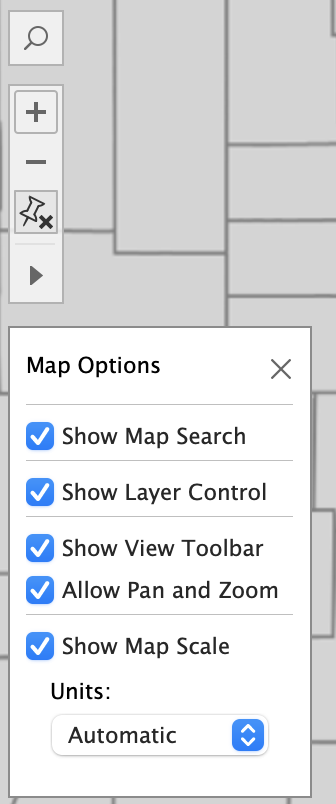 Map Options
Show Map Search
Show Layer Control
Show View Toolbar
Allow Pan and Zoom
Show Map Scale
Units:
Automatic